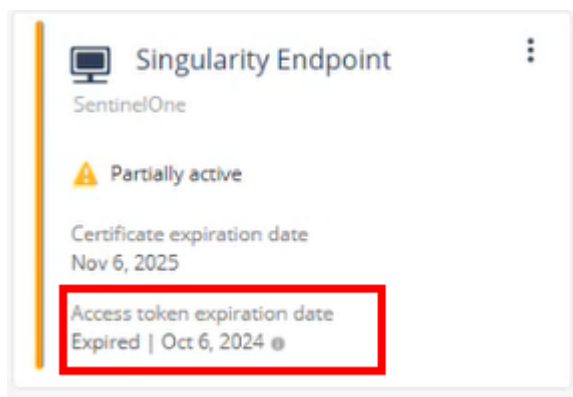 Singularity Endpoint
SentinelOne
Partially active
Certificate expiration date
Nov 6, 2025
Access token expiration date
Expired | Oct 6, 2024